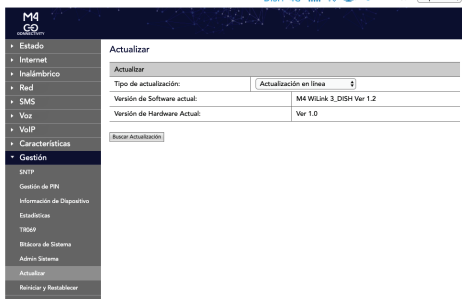 M4
GO
CONNECTIVITY
Estado
Internet
Inalámbrico
Red
SMS
Voz
VoIP
Características
Gestión
SNTP
Gestión de PIN
Información de Dispositivo
Estadísticas
TR069
Bitácora de Sistema
Admin Sistema
Actualizar
Reiniciar y Restablecer
Actualizar
Actualizar
Tipo de actualización: Actualización en línea
Versión de Software actual: M4 WiLink 3_DISH Ver 1.2
Versión de Hardware Actual: Ver 1.0
Buscar Actualización